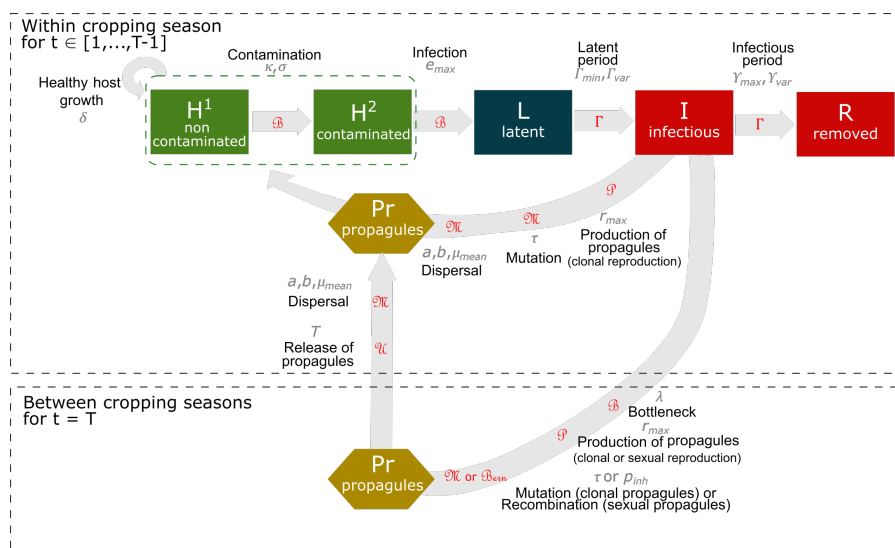 Within cropping season
for t ∈ [1,...,T-1]
Healthy host
growth
δ
Contamination
κ,σ
Infection
e_max
Latent
period
Γ_min,Γ_var
Infectious
period
ϒ_max,ϒ_var
H¹
non
contaminated
ℬ
H²
contaminated
ℬ
L
latent
Γ
I
infectious
Γ
R
removed
Pr
propagules
ℳ
ℳ
𝒫
a,b,μ_mean
Dispersal
τ
Mutation
r_max
Production of
propagules
(clonal reproduction)
a,b,μ_mean
Dispersal
ℳ
T
Release of
propagules
𝒰
Between cropping seasons
for t = T
Pr
propagules
ℳ or ℬern
𝒫
ℬ
λ
Bottleneck
r_max
Production of propagules
(clonal or sexual reproduction)
τ or p_inh
Mutation (clonal propagules) or
Recombination (sexual propagules)